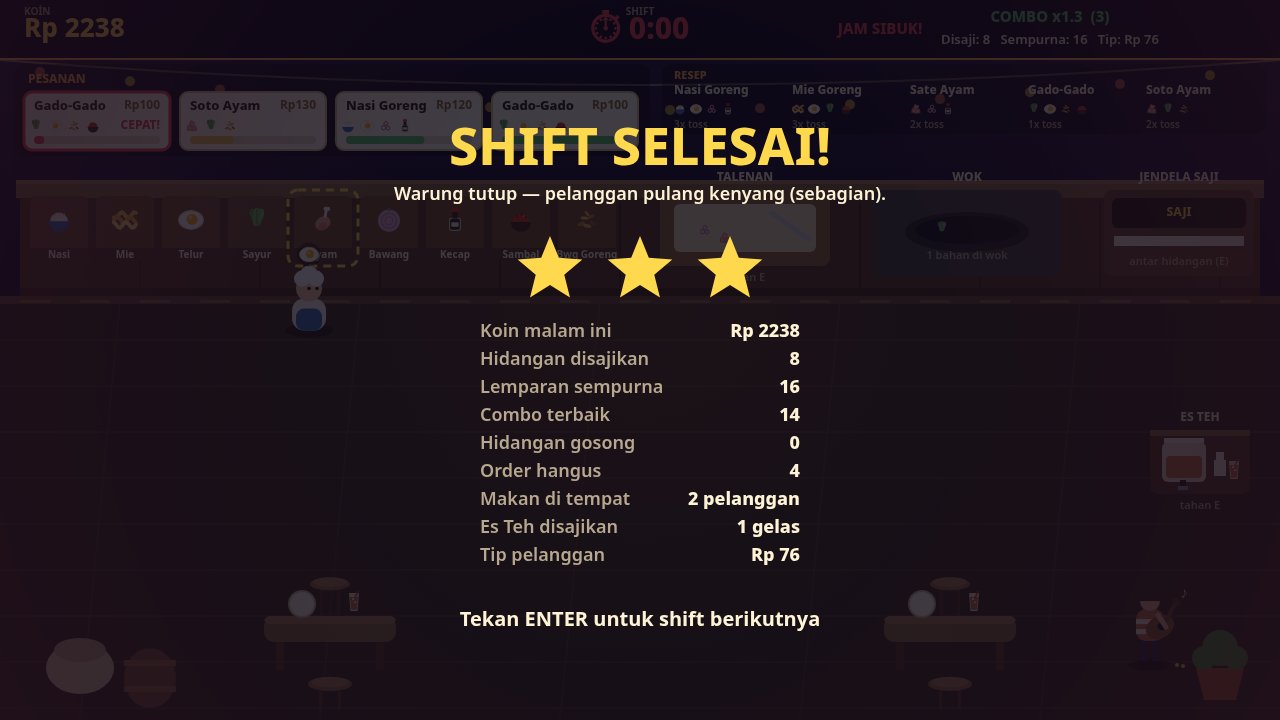 KOIN
Rp 2238
SHIFT
0:00
JAM SIBUK!
COMBO x1.3 (3)
Disaji: 8 Sempurna: 16 Tip: Rp 76
PESANAN
Gado-Gado Rp100
CEPAT!
Soto Ayam Rp130
Nasi Goreng Rp120
Gado-Gado Rp100
RESEP
Nasi Goreng
3x toss
Mie Goreng
3x toss
Sate Ayam
2x toss
Gado-Gado
1x toss
Soto Ayam
2x toss
SHIFT SELESAI!
Warung tutup — pelanggan pulang kenyang (sebagian).
TALENAN
WOK
JENDELA SAJI
SAJI
1 bahan di wok
antar hidangan (E)
Nasi
Mie
Telur
Sayur
Bawang
Kecap
Sambal
Bwg Goreng
Koin malam ini Rp 2238
Hidangan disajikan 8
Lemparan sempurna 16
Combo terbaik 14
Hidangan gosong 0
Order hangus 4
Makan di tempat 2 pelanggan
Es Teh disajikan 1 gelas
Tip pelanggan Rp 76
ES TEH
tahan E
Tekan ENTER untuk shift berikutnya